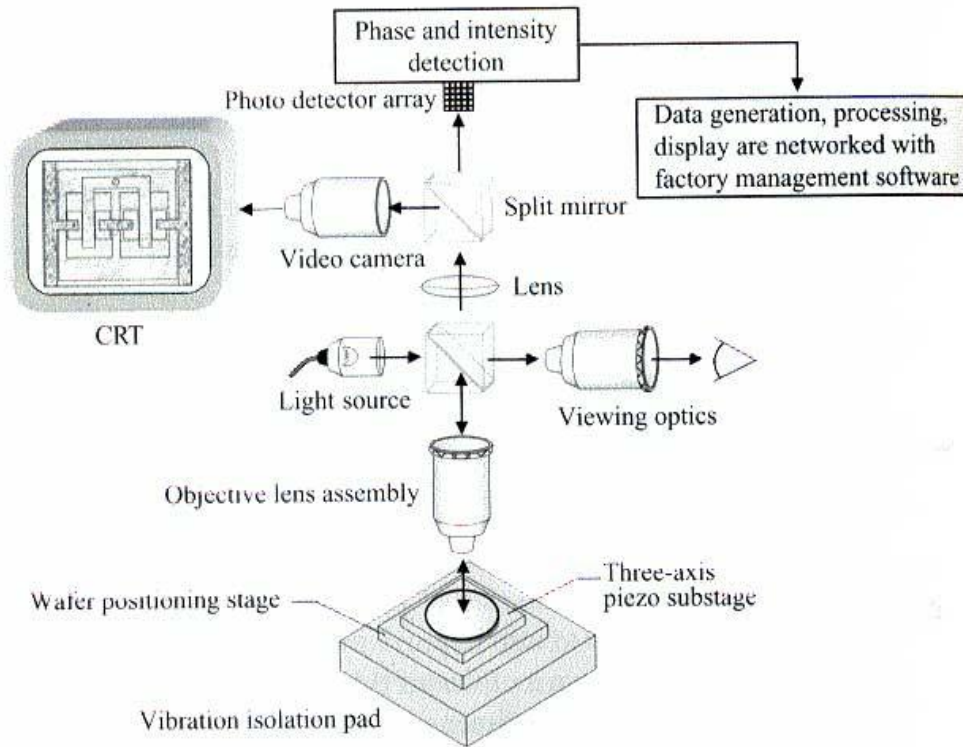 Phase and intensity
detection
Photo detector array
Data generation, processing,
display are networked with
factory management software
Split mirror
Video camera
Lens
CRT
Light source
Viewing optics
Objective lens assembly
Three-axis
piezo substage
Wafer positioning stage
Vibration isolation pad